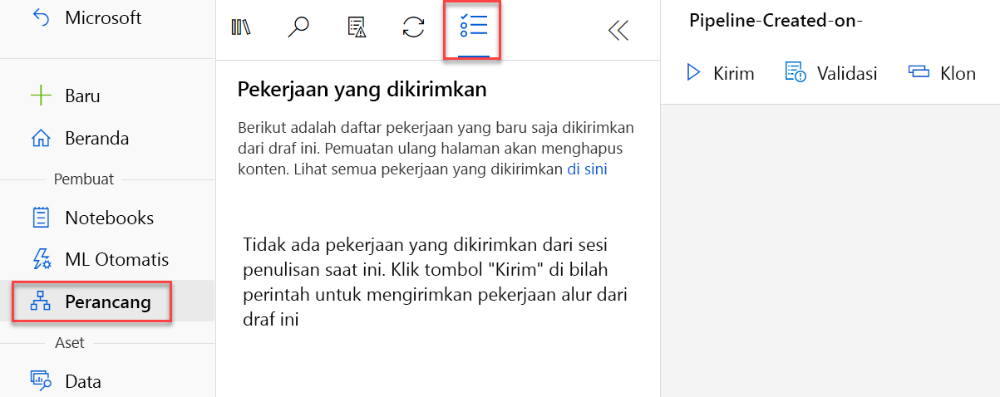 Microsoft
Baru
Beranda
Pembuat
Notebooks
ML Otomatis
Perancang
Aset
Data
Pekerjaan yang dikirimkan
Berikut adalah daftar pekerjaan yang baru saja dikirimkan
dari draf ini. Pemuatan ulang halaman akan menghapus
konten. Lihat semua pekerjaan yang dikirimkan di sini
Tidak ada pekerjaan yang dikirimkan dari sesi
penulisan saat ini. Klik tombol "Kirim" di bilah
perintah untuk mengirimkan pekerjaan alur dari
draf ini
Pipeline-Created-on-
Kirim Validasi Klon